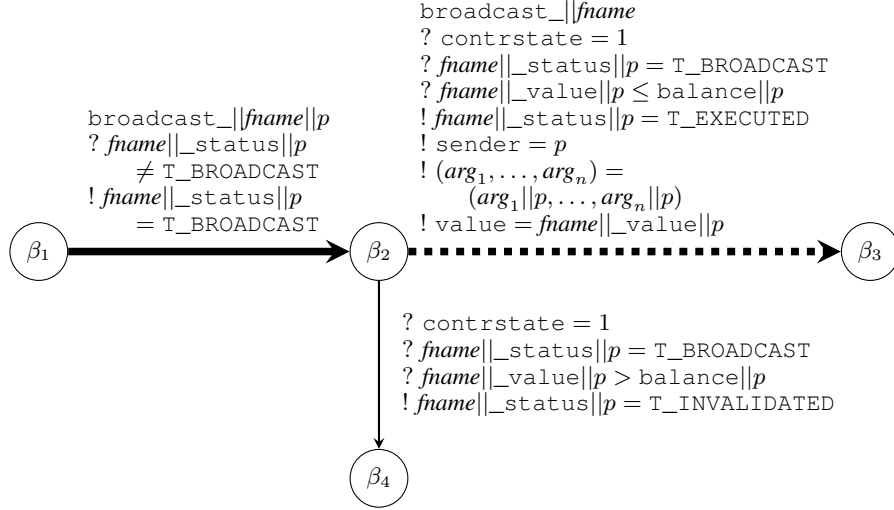 broadcast_||fname||p
? fname||_status||p
≠ T_BROADCAST
! fname||_status||p
= T_BROADCAST
broadcast_||fname
? contrstate = 1
? fname||_status||p = T_BROADCAST
? fname||_value||p ≤ balance||p
! fname||_status||p = T_EXECUTED
! sender = p
! (arg₁, . . . , argₙ) =
(arg₁||p, . . . , argₙ||p)
! value = fname||_value||p
β₁
β₂
β₃
? contrstate = 1
? fname||_status||p = T_BROADCAST
? fname||_value||p > balance||p
! fname||_status||p = T_INVALIDATED
β₄